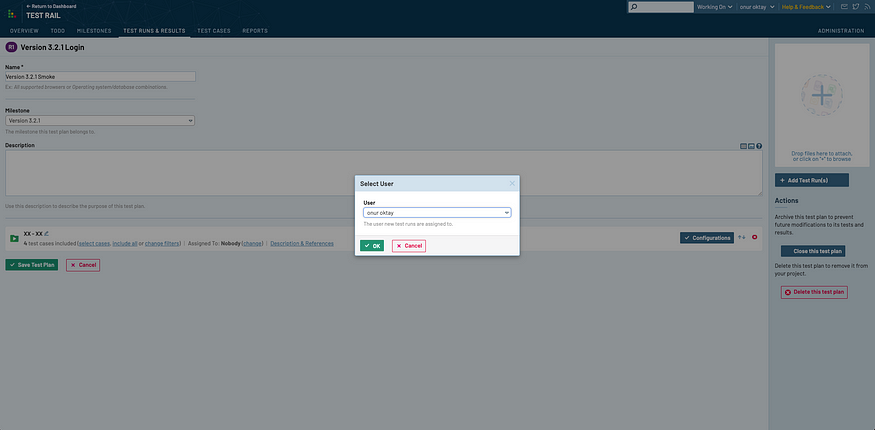 ← Return to Dashboard
TEST RAIL
Working On
onur oktay
Help & Feedback
OVERVIEW TODO MILESTONES TEST RUNS & RESULTS TEST CASES REPORTS ADMINISTRATION
R1 Version 3.2.1 Login
Name *
Version 3.2.1 Smoke
Ex: All supported browsers or Operating system/database combinations.
Milestone
Version 3.2.1
The milestone this test plan belongs to.
Description
Use this description to describe the purpose of this test plan.
XX - XX
4 test cases included (select cases, include all or change filters) | Assigned To: Nobody (change) | Description & References
Configurations
Save Test Plan
Cancel
Select User
User
onur oktay
The user new test runs are assigned to.
OK
Cancel
Drop files here to attach,
or click on "+" to browse
+ Add Test Run(s)
Actions
Archive this test plan to prevent
future modifications to its tests and
results.
Close this test plan
Delete this test plan to remove it from
your project.
Delete this test plan